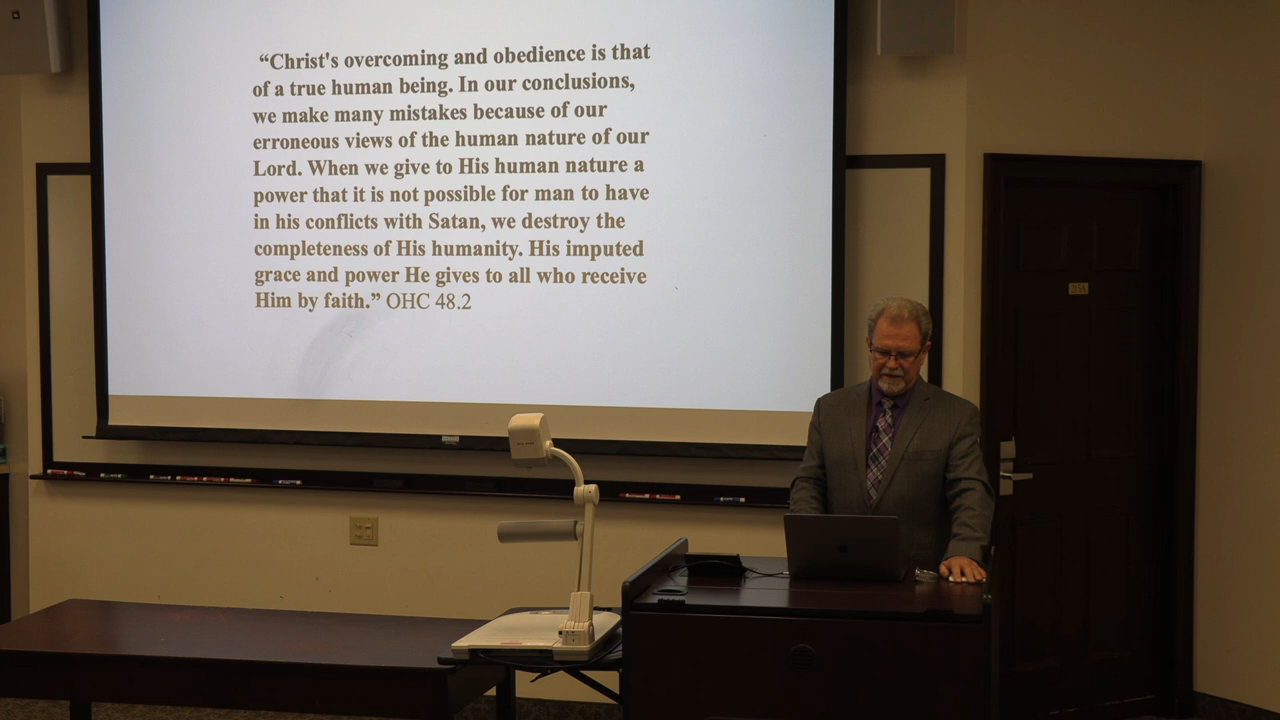 “Christ's overcoming and obedience is that
of a true human being. In our conclusions,
we make many mistakes because of our
erroneous views of the human nature of our
Lord. When we give to His human nature a
power that it is not possible for man to have
in his conflicts with Satan, we destroy the
completeness of His humanity. His imputed
grace and power He gives to all who receive
Him by faith.” OHC 48.2